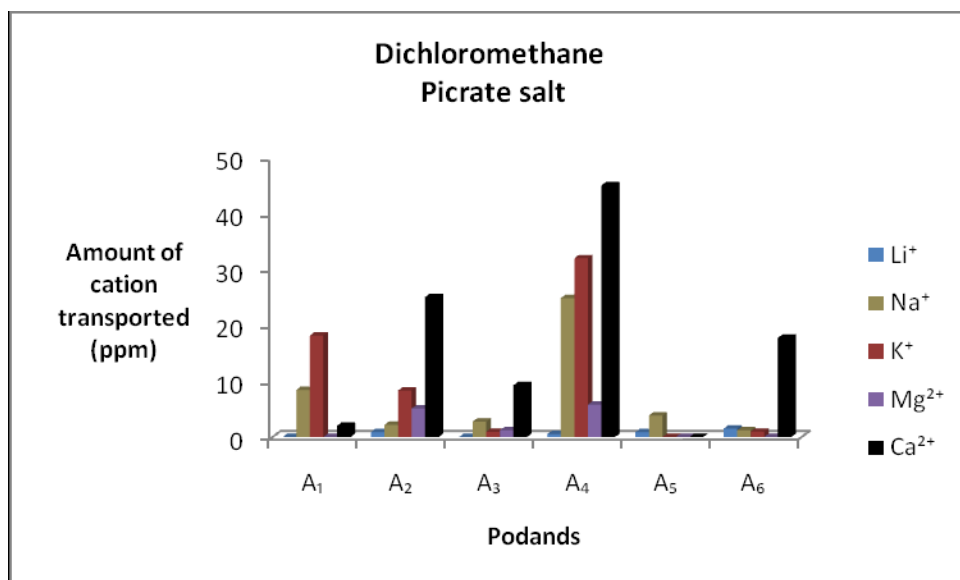 Dichloromethane
Picrate salt
Amount of
cation
transported
(ppm)
50
40
30
20
10
0
A₁ A₂ A₃ A₄ A₅ A₆
Podands
Li⁺
Na⁺
K⁺
Mg²⁺
Ca²⁺